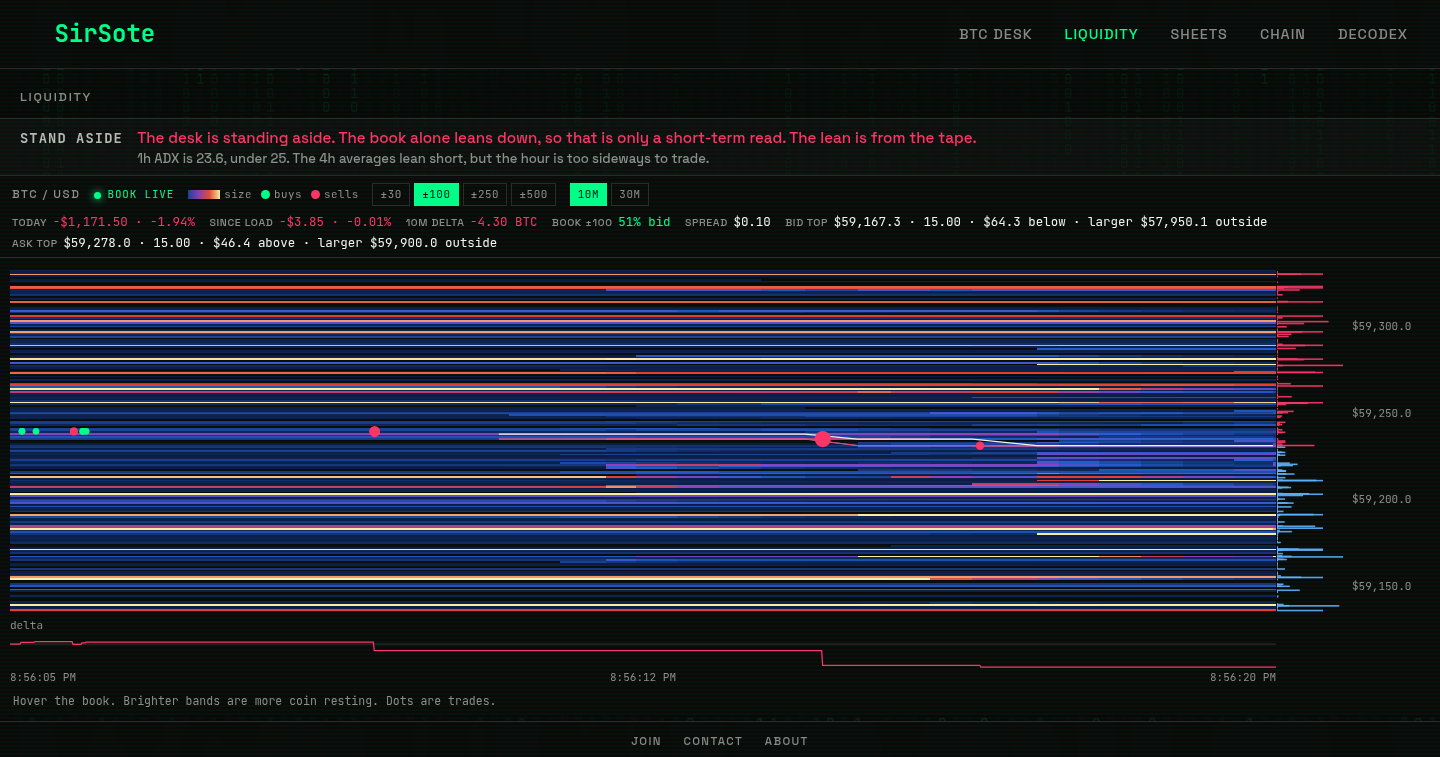 SirSote
BTC DESK LIQUIDITY SHEETS CHAIN DECODEX
LIQUIDITY
STAND ASIDE The desk is standing aside. The book alone leans down, so that is only a short-term read. The lean is from the tape.
1h ADX is 23.6, under 25. The 4h averages lean short, but the hour is too sideways to trade.
BTC / USD BOOK LIVE size buys sells ±30 ±100 ±250 ±500 10M 30M
TODAY -$1,171.50 · -1.94% SINCE LOAD -$3.85 · -0.01% 10M DELTA -4.30 BTC BOOK ±100 51% bid SPREAD $0.10 BID TOP $59,167.3 · 15.00 · $64.3 below · larger $57,950.1 outside
ASK TOP $59,278.0 · 15.00 · $46.4 above · larger $59,900.0 outside
$59,300.0
$59,250.0
$59,200.0
$59,150.0
delta
8:56:05 PM 8:56:12 PM 8:56:20 PM
Hover the book. Brighter bands are more coin resting. Dots are trades.
JOIN CONTACT ABOUT